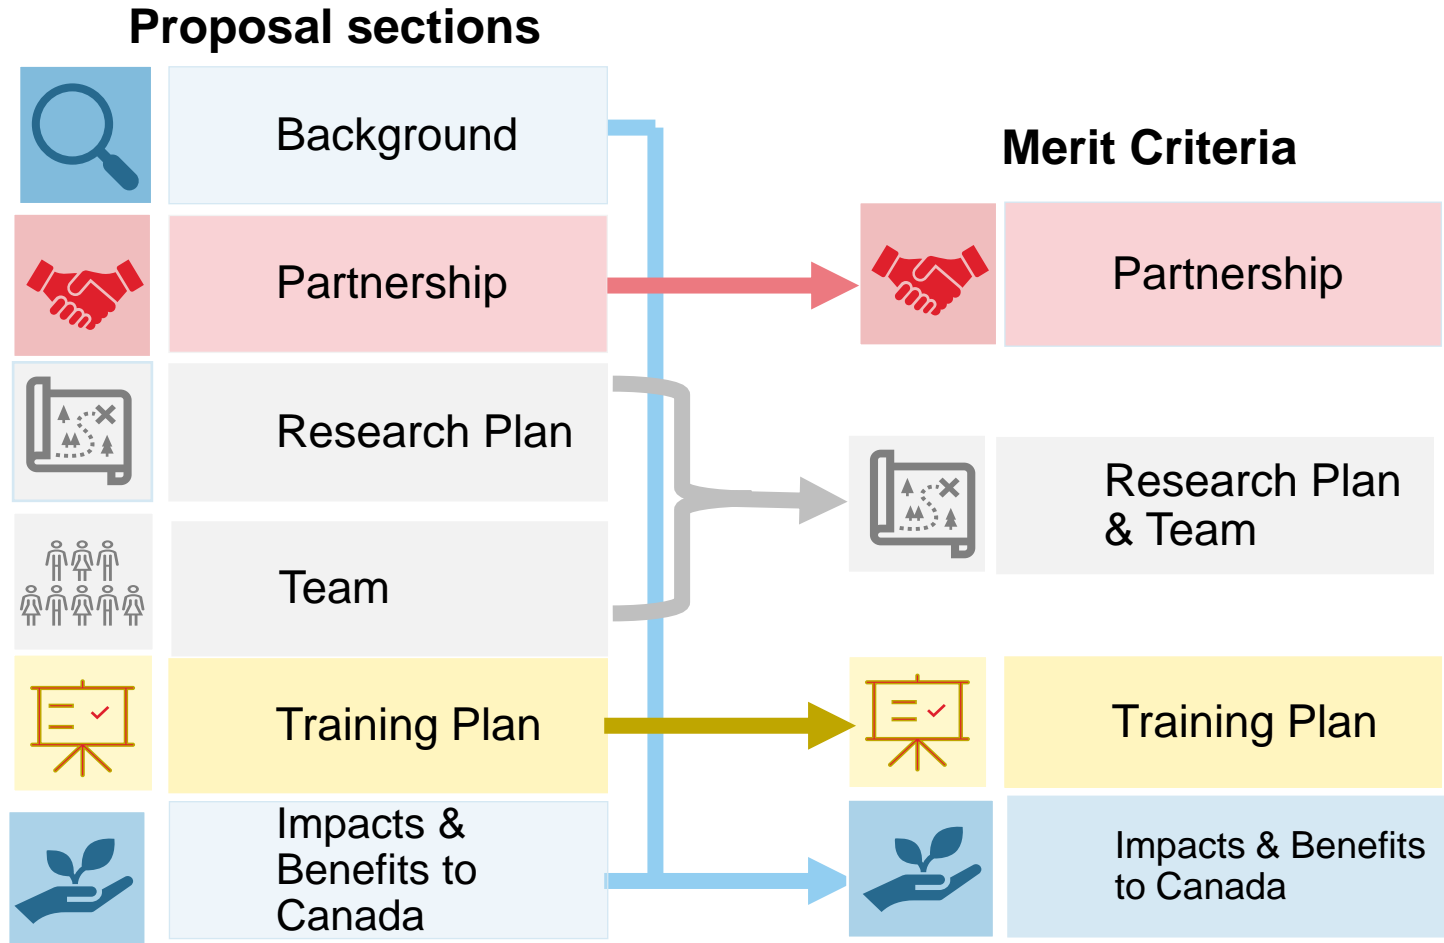 Proposal sections
Background
Partnership
Research Plan
Team
Training Plan
Impacts &
Benefits to
Canada
Merit Criteria
Partnership
Research Plan
& Team
Training Plan
Impacts & Benefits
to Canada